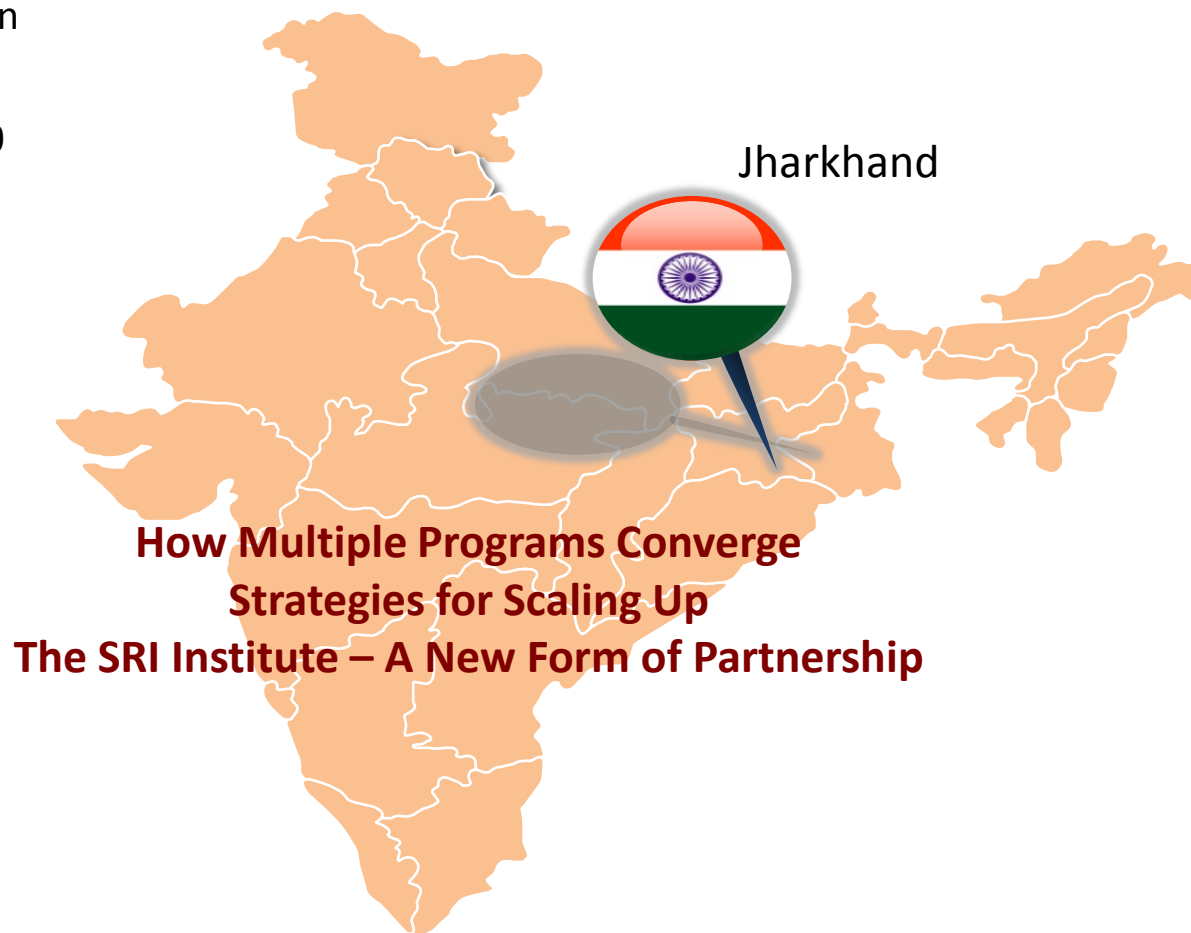 n
Jharkhand
How Multiple Programs Converge
Strategies for Scaling Up
The SRI Institute – A New Form of Partnership